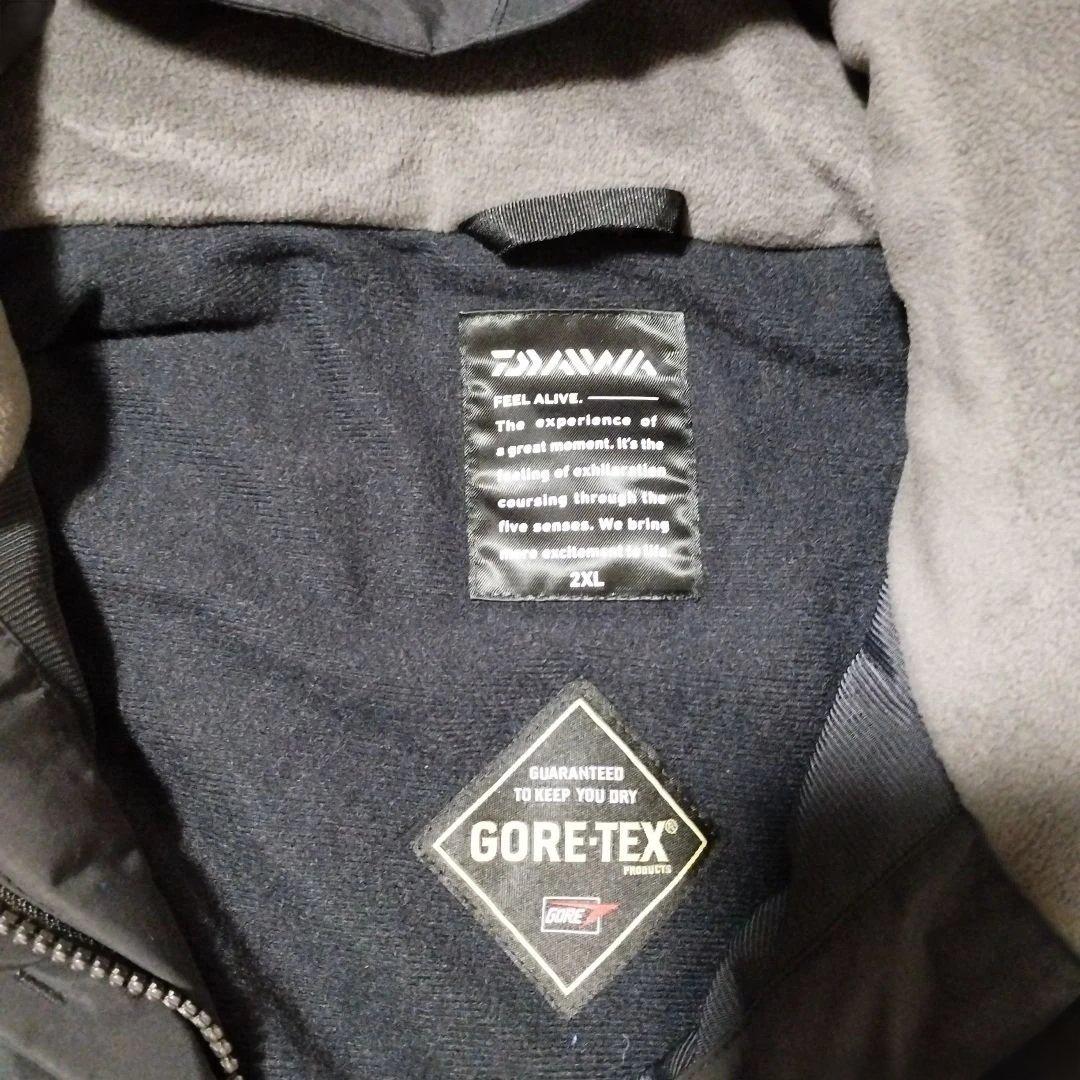 DAIWA
FEEL ALIVE.
The experience of
a great moment. It's the
feeling of exhilaration
coursing through the
five senses. We bring
more excitement to life.
2XL
GUARANTEED
TO KEEP YOU DRY
GORE-TEX®
PRODUCTS
GORE